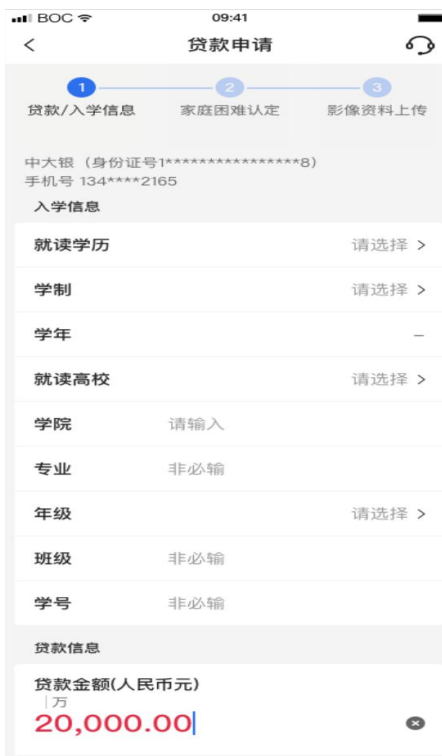 BOC 09:41
贷款申请
1 2 3
贷款/入学信息 家庭困难认定 影像资料上传
中大银（身份证号1****************8）
手机号 134****2165
入学信息
就读学历 请选择 >
学制 请选择 >
学年 –
就读高校 请选择 >
学院 请输入
专业 非必输
年级 请选择 >
班级 非必输
学号 非必输
贷款信息
贷款金额(人民币元)
万
20,000.00